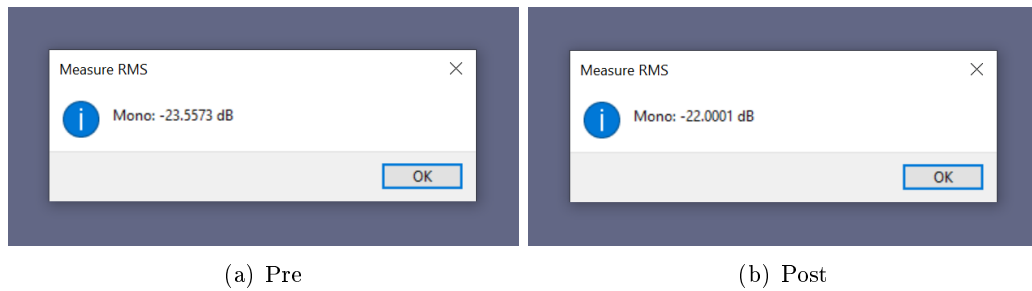 Measure RMS
Mono: -23.5573 dB
OK
(a) Pre
Measure RMS
Mono: -22.0001 dB
OK
(b) Post